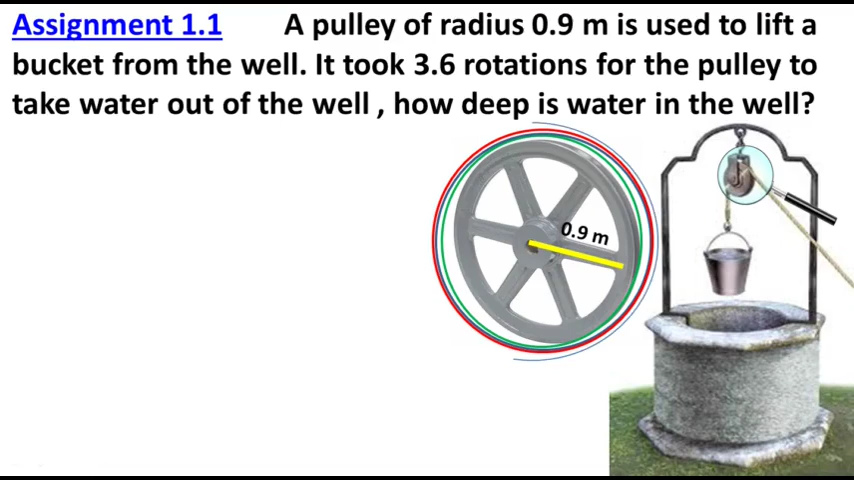 Assignment 1.1 A pulley of radius 0.9 m is used to lift a
bucket from the well. It took 3.6 rotations for the pulley to
take water out of the well , how deep is water in the well?
0.9 m